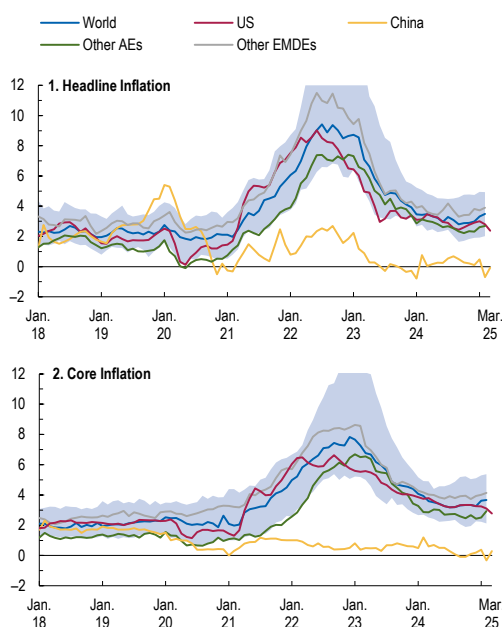 World US China
Other AEs Other EMDEs
1. Headline Inflation
12
10
8
6
4
2
0
–2
Jan. Jan. Jan. Jan. Jan. Jan. Jan. Mar.
18 19 20 21 22 23 24 25
2. Core Inflation
12
10
8
6
4
2
0
–2
Jan. Jan. Jan. Jan. Jan. Jan. Jan. Mar
18 19 20 21 22 23 24 25